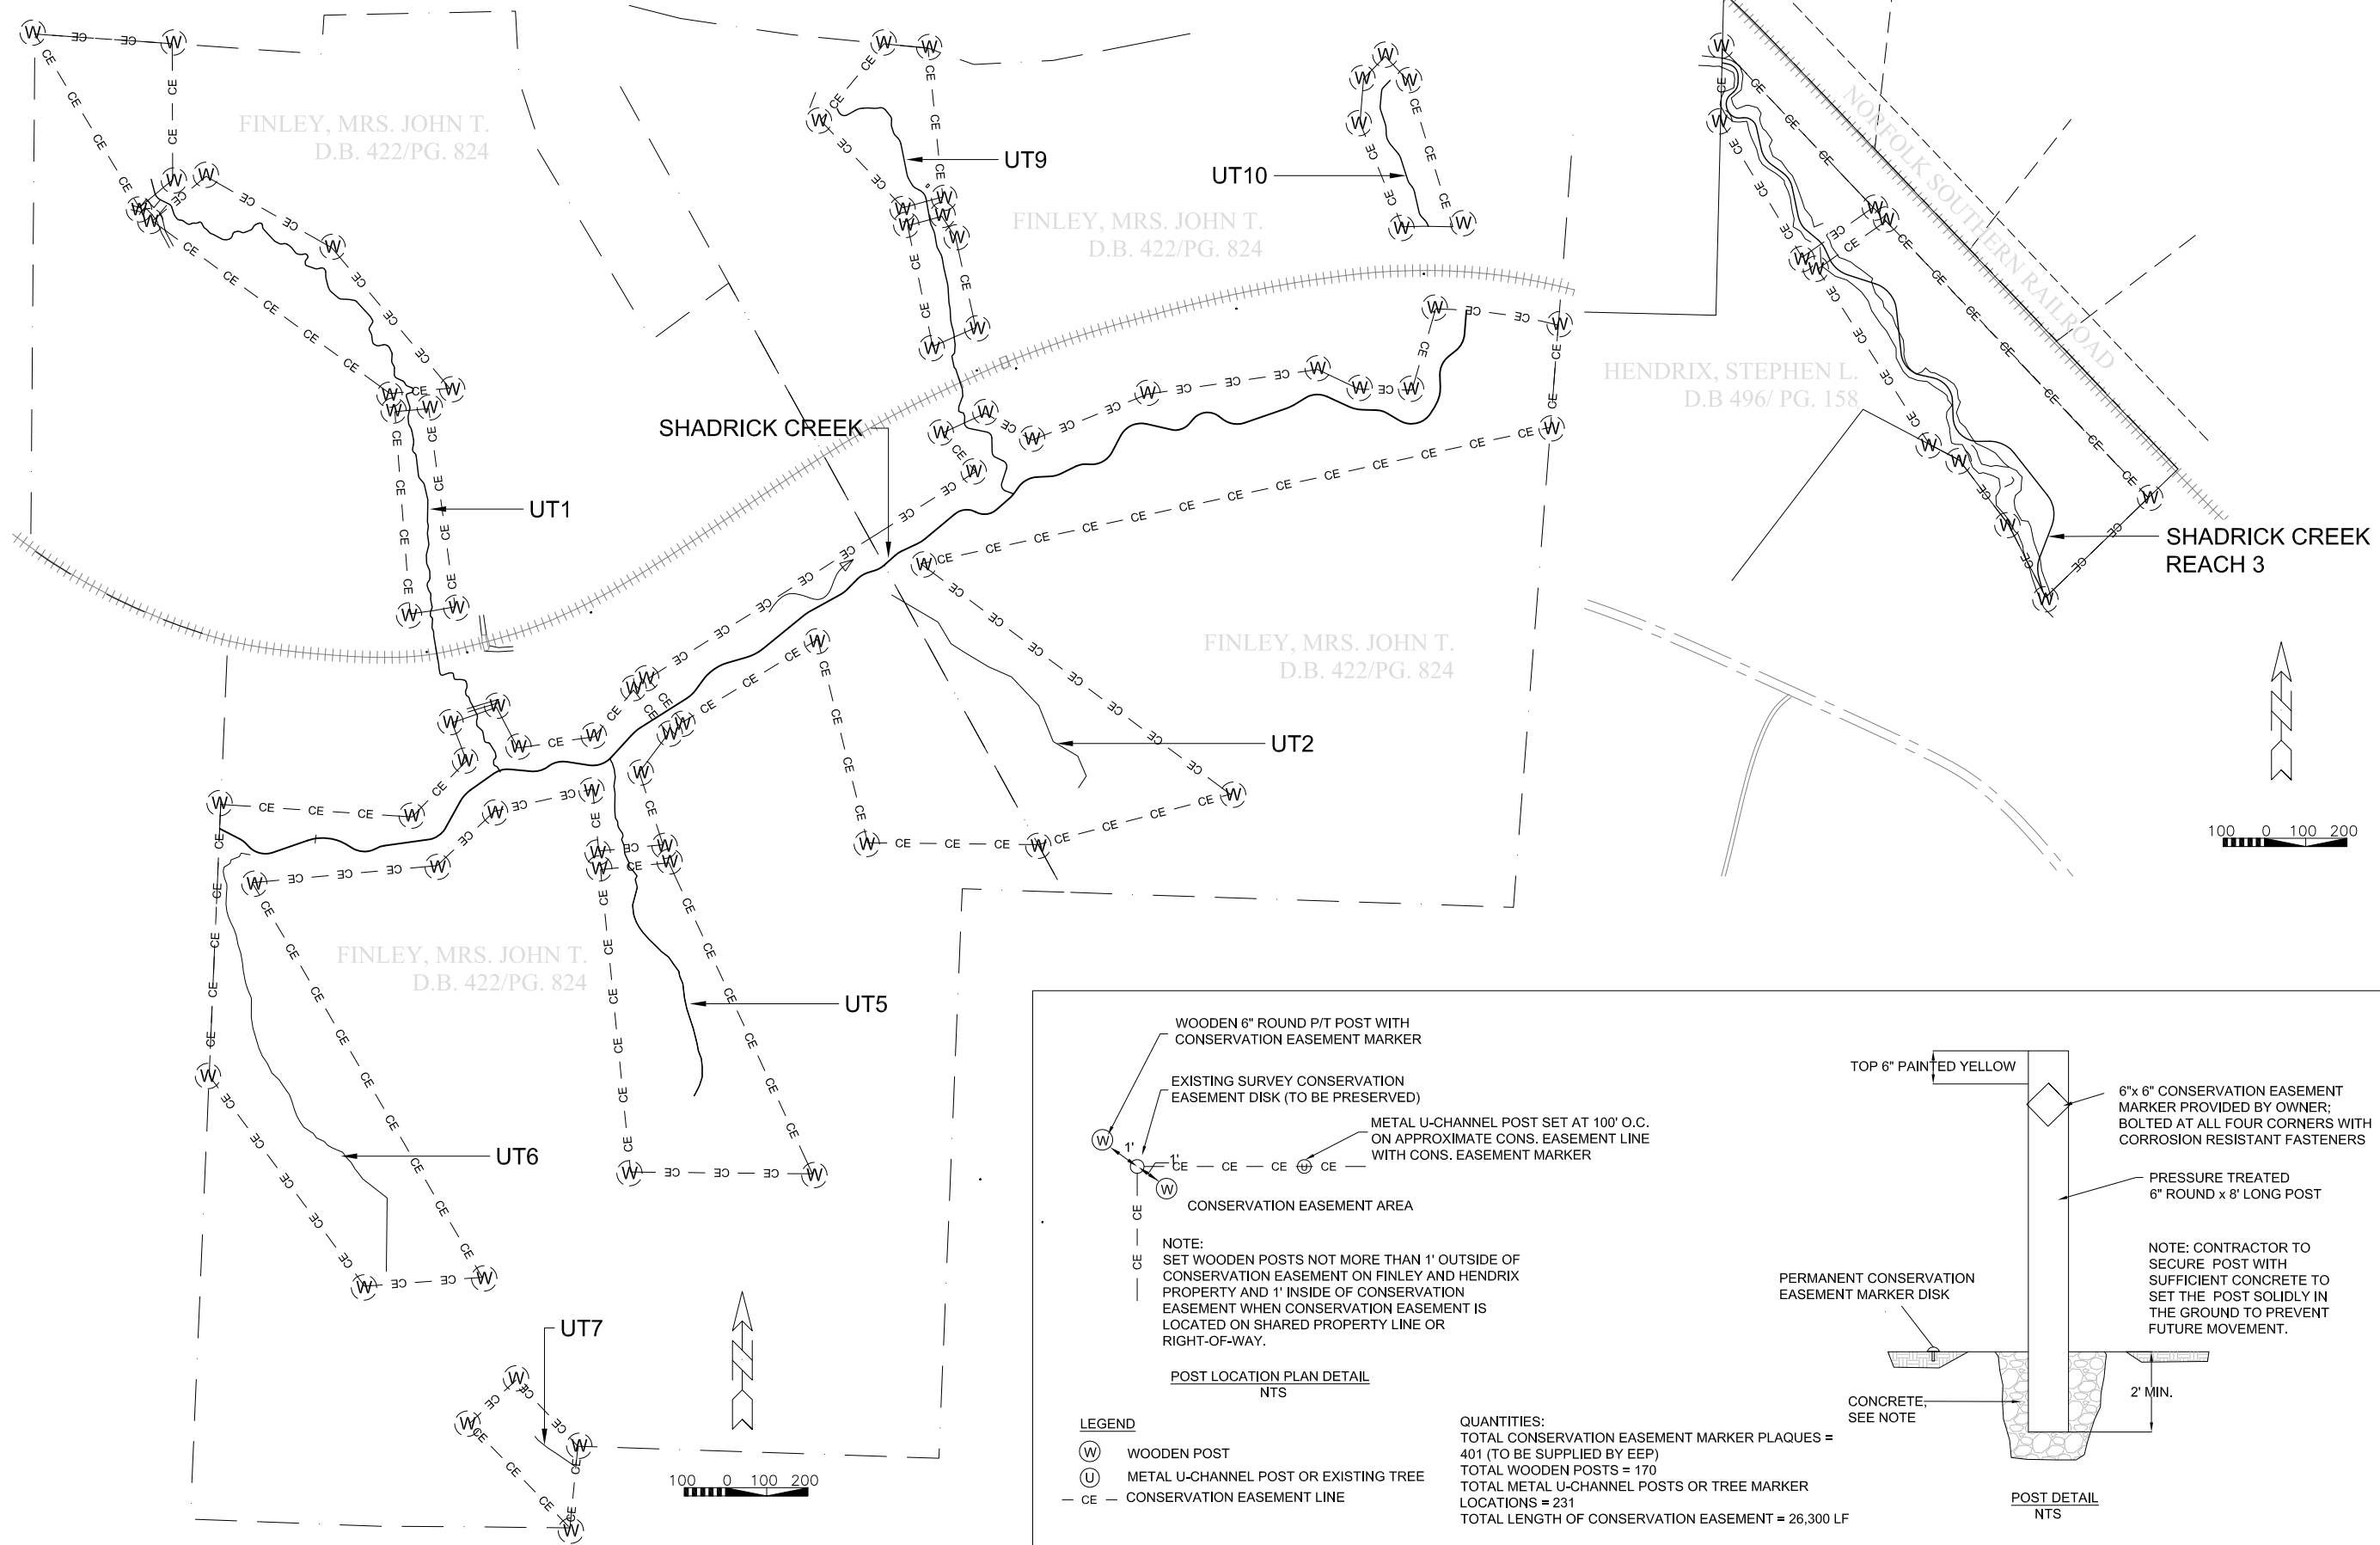 FINLEY, MRS. JOHN T.
D.B. 422/PG. 824
UT9
UT10
FINLEY, MRS. JOHN T.
D.B. 422/PG. 824
NORFOLK SOUTHERN RAILROAD
HENDRIX, STEPHEN L.
D.B 496/ PG. 158
SHADRICK CREEK
UT1
SHADRICK CREEK
REACH 3
FINLEY, MRS. JOHN T.
D.B. 422/PG. 824
UT2
N
100 0 100 200
FINLEY, MRS. JOHN T.
D.B. 422/PG. 824
UT5
UT6
UT7
N
100 0 100 200
WOODEN 6" ROUND P/T POST WITH
CONSERVATION EASEMENT MARKER
EXISTING SURVEY CONSERVATION
EASEMENT DISK (TO BE PRESERVED)
METAL U-CHANNEL POST SET AT 100' O.C.
ON APPROXIMATE CONS. EASEMENT LINE
WITH CONS. EASEMENT MARKER
W
1'
1'
CE CE CE U CE
W
CONSERVATION EASEMENT AREA
CE
CE
NOTE:
SET WOODEN POSTS NOT MORE THAN 1' OUTSIDE OF
CONSERVATION EASEMENT ON FINLEY AND HENDRIX
PROPERTY AND 1' INSIDE OF CONSERVATION
EASEMENT WHEN CONSERVATION EASEMENT IS
LOCATED ON SHARED PROPERTY LINE OR
RIGHT-OF-WAY.
POST LOCATION PLAN DETAIL
NTS
LEGEND
W WOODEN POST
U METAL U-CHANNEL POST OR EXISTING TREE
CE CONSERVATION EASEMENT LINE
QUANTITIES:
TOTAL CONSERVATION EASEMENT MARKER PLAQUES =
401 (TO BE SUPPLIED BY EEP)
TOTAL WOODEN POSTS = 170
TOTAL METAL U-CHANNEL POSTS OR TREE MARKER
LOCATIONS = 231
TOTAL LENGTH OF CONSERVATION EASEMENT = 26,300 LF
TOP 6" PAINTED YELLOW
6"x 6" CONSERVATION EASEMENT
MARKER PROVIDED BY OWNER;
BOLTED AT ALL FOUR CORNERS WITH
CORROSION RESISTANT FASTENERS
PRESSURE TREATED
6" ROUND x 8' LONG POST
NOTE: CONTRACTOR TO
SECURE POST WITH
SUFFICIENT CONCRETE TO
SET THE POST SOLIDLY IN
THE GROUND TO PREVENT
FUTURE MOVEMENT.
PERMANENT CONSERVATION
EASEMENT MARKER DISK
CONCRETE,
SEE NOTE
2' MIN.
POST DETAIL
NTS